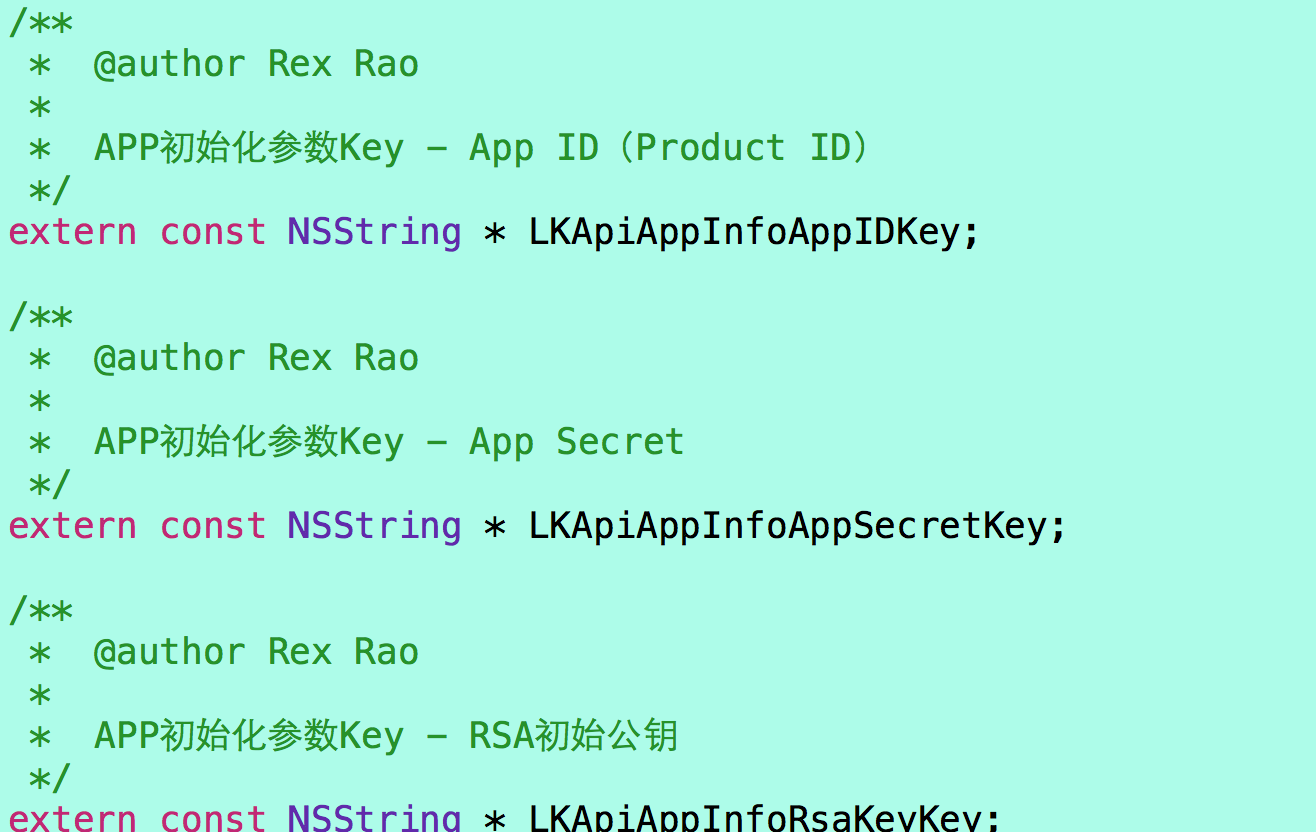 /**
 *  @author Rex Rao
 *
 *  APP初始化参数Key - App ID（Product ID）
 */
extern const NSString * LKApiAppInfoAppIDKey;
/**
 *  @author Rex Rao
 *
 *  APP初始化参数Key - App Secret
 */
extern const NSString * LKApiAppInfoAppSecretKey;
/**
 *  @author Rex Rao
 *
 *  APP初始化参数Key - RSA初始公钥
 */
extern const NSString * LKApiAppInfoRsaKeyKey;